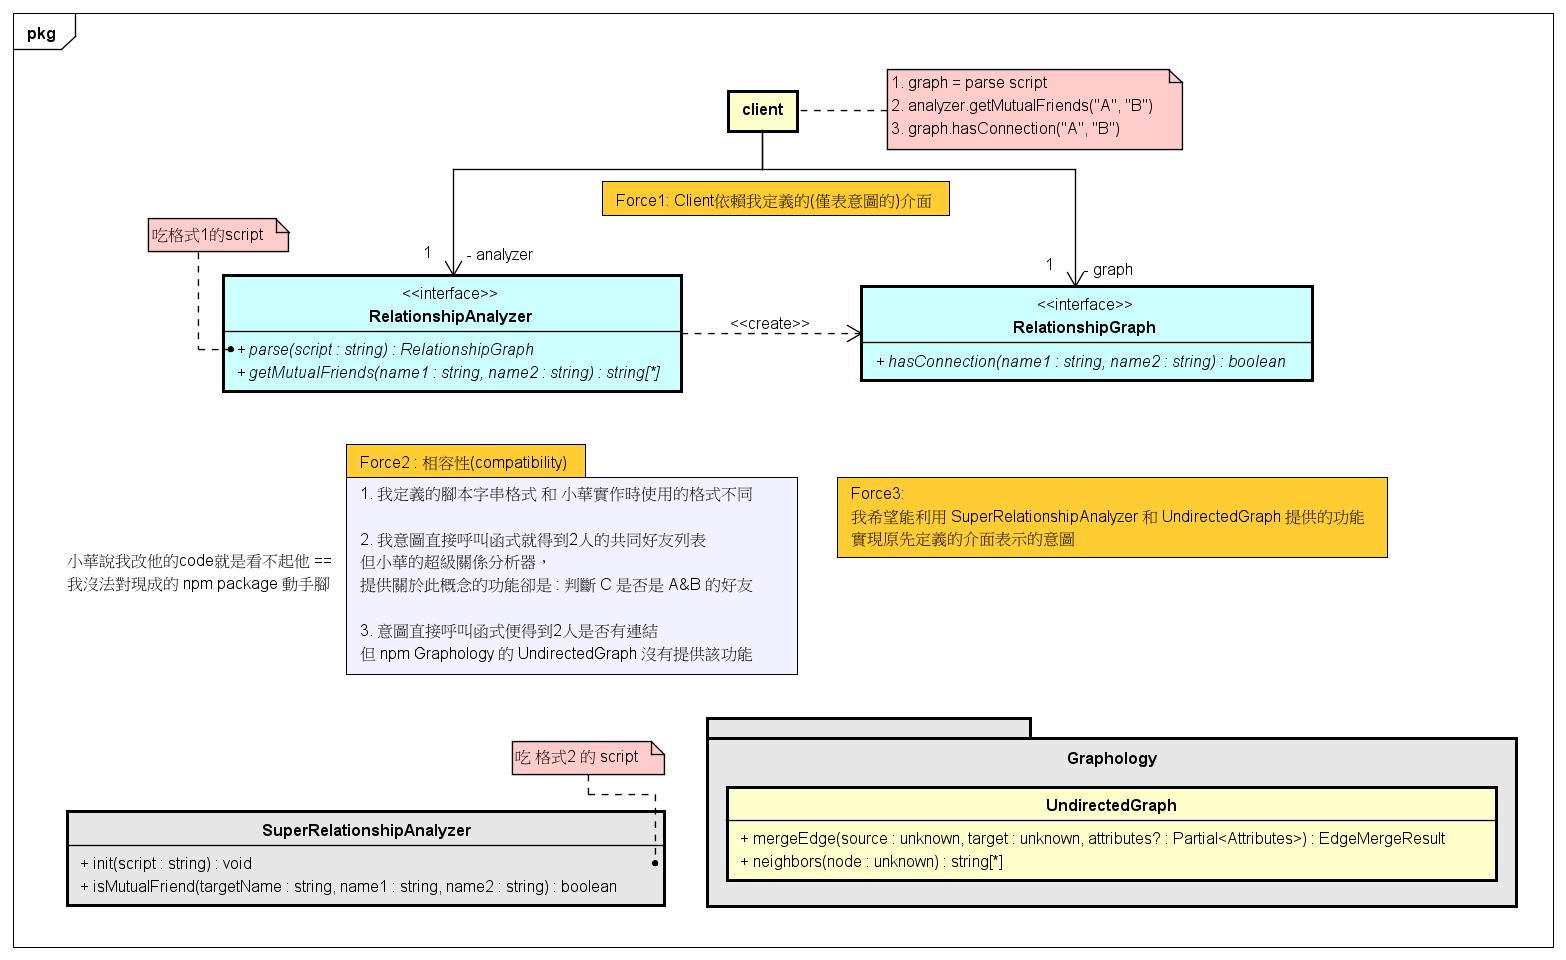 pkg
client
1. graph = parse script
2. analyzer.getMutualFriends("A", "B")
3. graph.hasConnection("A", "B")
Force1: Client依賴我定義的(僅表意圖的)介面
吃格式1的script
1
- analyzer
1
- graph
<<interface>>
RelationshipAnalyzer
+ parse(script : string) : RelationshipGraph
+ getMutualFriends(name1 : string, name2 : string) : string[*]
<<create>>
<<interface>>
RelationshipGraph
+ hasConnection(name1 : string, name2 : string) : boolean
Force2 : 相容性(compatibility)
1. 我定義的腳本字串格式 和 小華實作時使用的格式不同
2. 我意圖直接呼叫函式就得到2人的共同好友列表
但小華的超級關係分析器，
提供關於此概念的功能卻是 : 判斷 C 是否是 A&B 的好友
3. 意圖直接呼叫函式便得到2人是否有連結
但 npm Graphology 的 UndirectedGraph 沒有提供該功能
Force3:
我希望能利用 SuperRelationshipAnalyzer 和 UndirectedGraph 提供的功能
實現原先定義的介面表示的意圖
小華說我改他的code就是看不起他 ==
我沒法對現成的 npm package 動手腳
吃 格式2 的 script
SuperRelationshipAnalyzer
+ init(script : string) : void
+ isMutualFriend(targetName : string, name1 : string, name2 : string) : boolean
Graphology
UndirectedGraph
+ mergeEdge(source : unknown, target : unknown, attributes? : Partial<Attributes>) : EdgeMergeResult
+ neighbors(node : unknown) : string[*]